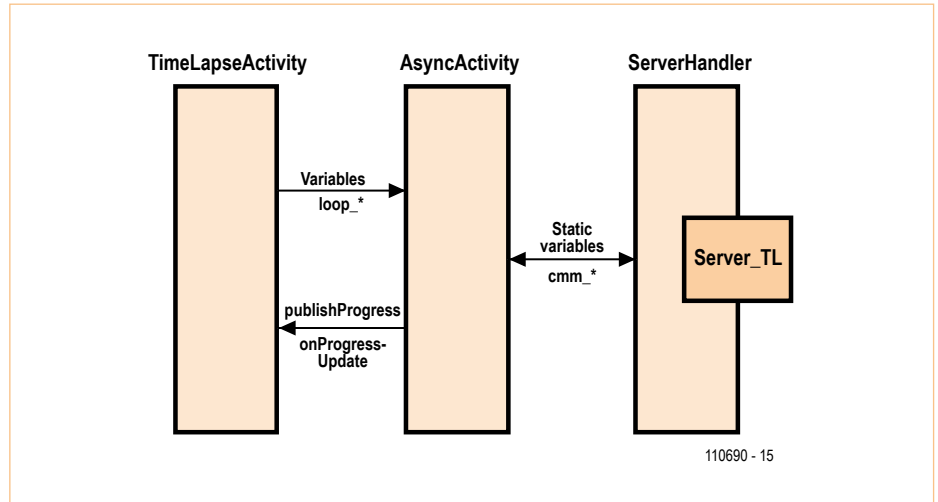 TimeLapseActivity
AsyncActivity
ServerHandler
Variables
loop_*
Static
variables
cmm_*
Server_TL
publishProgress
onProgress-
Update
110690 - 15